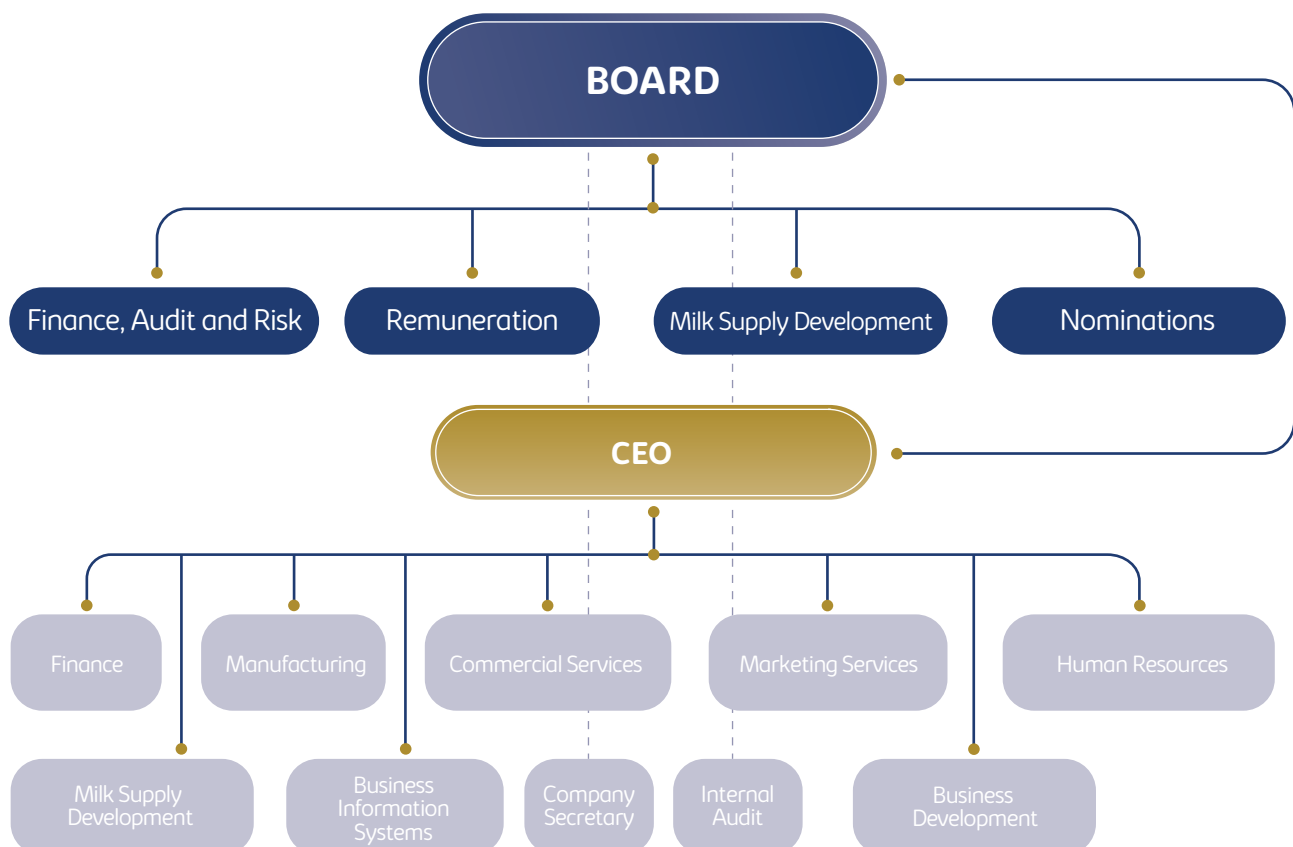 BOARD
Finance, Audit and Risk
Remuneration
Milk Supply Development
Nominations
CEO
Finance
Manufacturing
Commercial Services
Marketing Services
Human Resources
Milk Supply
Development
Business
Information
Systems
Company
Secretary
Internal
Audit
Business
Development